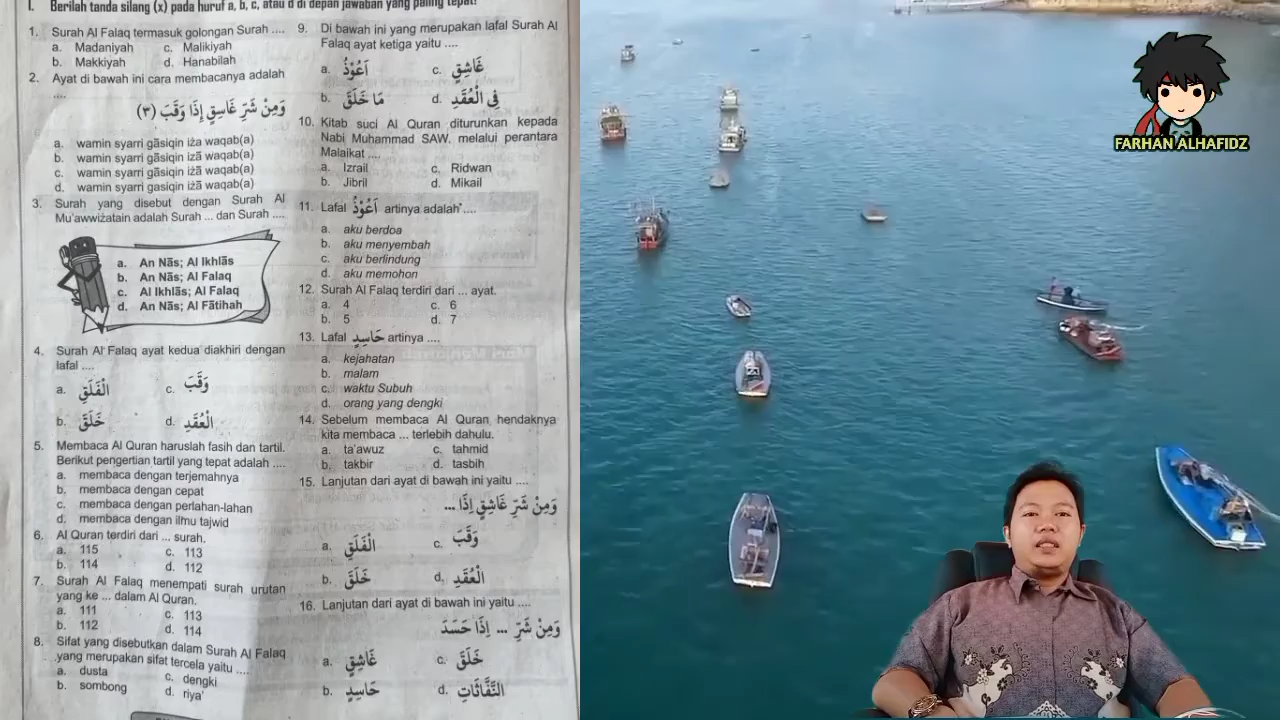 I. Berilah tanda silang (x) pada huruf a, b, c, atau d di depan jawaban yang paling tepat!
1. Surah Al Falaq termasuk golongan Surah ....
a. Madaniyah c. Malikiyah
b. Makkiyah d. Hanabilah
2. Ayat di bawah ini cara membacanya adalah
....
وَمِنْ شَرِّ غَاسِقٍ إِذَا وَقَبَ (٣)
a. wamin syarri gāsiqin iża waqab(a)
b. wamin syarri gāsiqin iżā waqab(a)
c. wamin syarri gasiqin iżā waqab(a)
d. wamin syarri gasiqin iżā waqab(a)
3. Surah yang disebut dengan Surah Al
Mu'awwiżatain adalah Surah ... dan Surah ....
a. An Nās; Al Ikhlās
b. An Nās; Al Falaq
c. Al Ikhlās; Al Falaq
d. An Nās; Al Fātihah
4. Surah Al Falaq ayat kedua diakhiri dengan
lafal ....
a. الْفَلَقِ c. وَقَبَ
b. خَلَقَ d. الْعُقَدِ
5. Membaca Al Quran haruslah fasih dan tartil.
Berikut pengertian tartil yang tepat adalah ....
a. membaca dengan terjemahnya
b. membaca dengan cepat
c. membaca dengan perlahan-lahan
d. membaca dengan ilmu tajwid
6. Al Quran terdiri dari ... surah.
a. 115 c. 113
b. 114 d. 112
7. Surah Al Falaq menempati surah urutan
yang ke ... dalam Al Quran.
a. 111 c. 113
b. 112 d. 114
8. Sifat yang disebutkan dalam Surah Al Falaq
yang merupakan sifat tercela yaitu ....
a. dusta c. dengki
b. sombong d. riya'
9. Di bawah ini yang merupakan lafal Surah Al
Falaq ayat ketiga yaitu ....
a. اَعُوْذُ c. غَاشِقٍ
b. مَا خَلَقَ d. فِى الْعُقَدِ
10. Kitab suci Al Quran diturunkan kepada
Nabi Muhammad SAW, melalui perantara
Malaikat ....
a. Izrail c. Ridwan
b. Jibril d. Mikail
11. Lafal اَعُوْذُ artinya adalah ....
a. aku berdoa
b. aku menyembah
c. aku berlindung
d. aku memohon
12. Surah Al Falaq terdiri dari ... ayat.
a. 4 c. 6
b. 5 d. 7
13. Lafal حَاسِدٍ artinya ....
a. kejahatan
b. malam
c. waktu Subuh
d. orang yang dengki
14. Sebelum membaca Al Quran hendaknya
kita membaca ... terlebih dahulu.
a. ta'awuz c. tahmid
b. takbir d. tasbih
15. Lanjutan dari ayat di bawah ini yaitu ....
وَمِنْ شَرِّ غَاشِقٍ اِذَا ...
a. الْفَلَقِ c. وَقَبَ
b. خَلَقَ d. الْعُقَدِ
16. Lanjutan dari ayat di bawah ini yaitu ....
وَمِنْ شَرِّ ... اِذَا حَسَدَ
a. غَاشِقٍ c. خَلَقَ
b. حَاسِدٍ d. النَّفَّاثَاتِ
FARHAN ALHAFIDZ